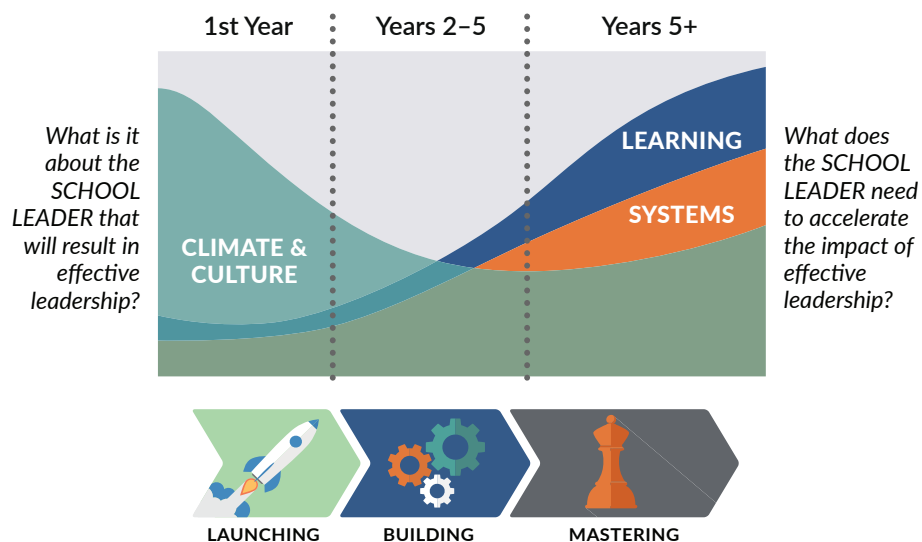 1st Year
Years 2–5
Years 5+
What is it
about the
SCHOOL
LEADER that
will result in
effective
leadership?
CLIMATE &
CULTURE
LEARNING
SYSTEMS
What does
the SCHOOL
LEADER need
to accelerate
the impact of
effective
leadership?
LAUNCHING
BUILDING
MASTERING